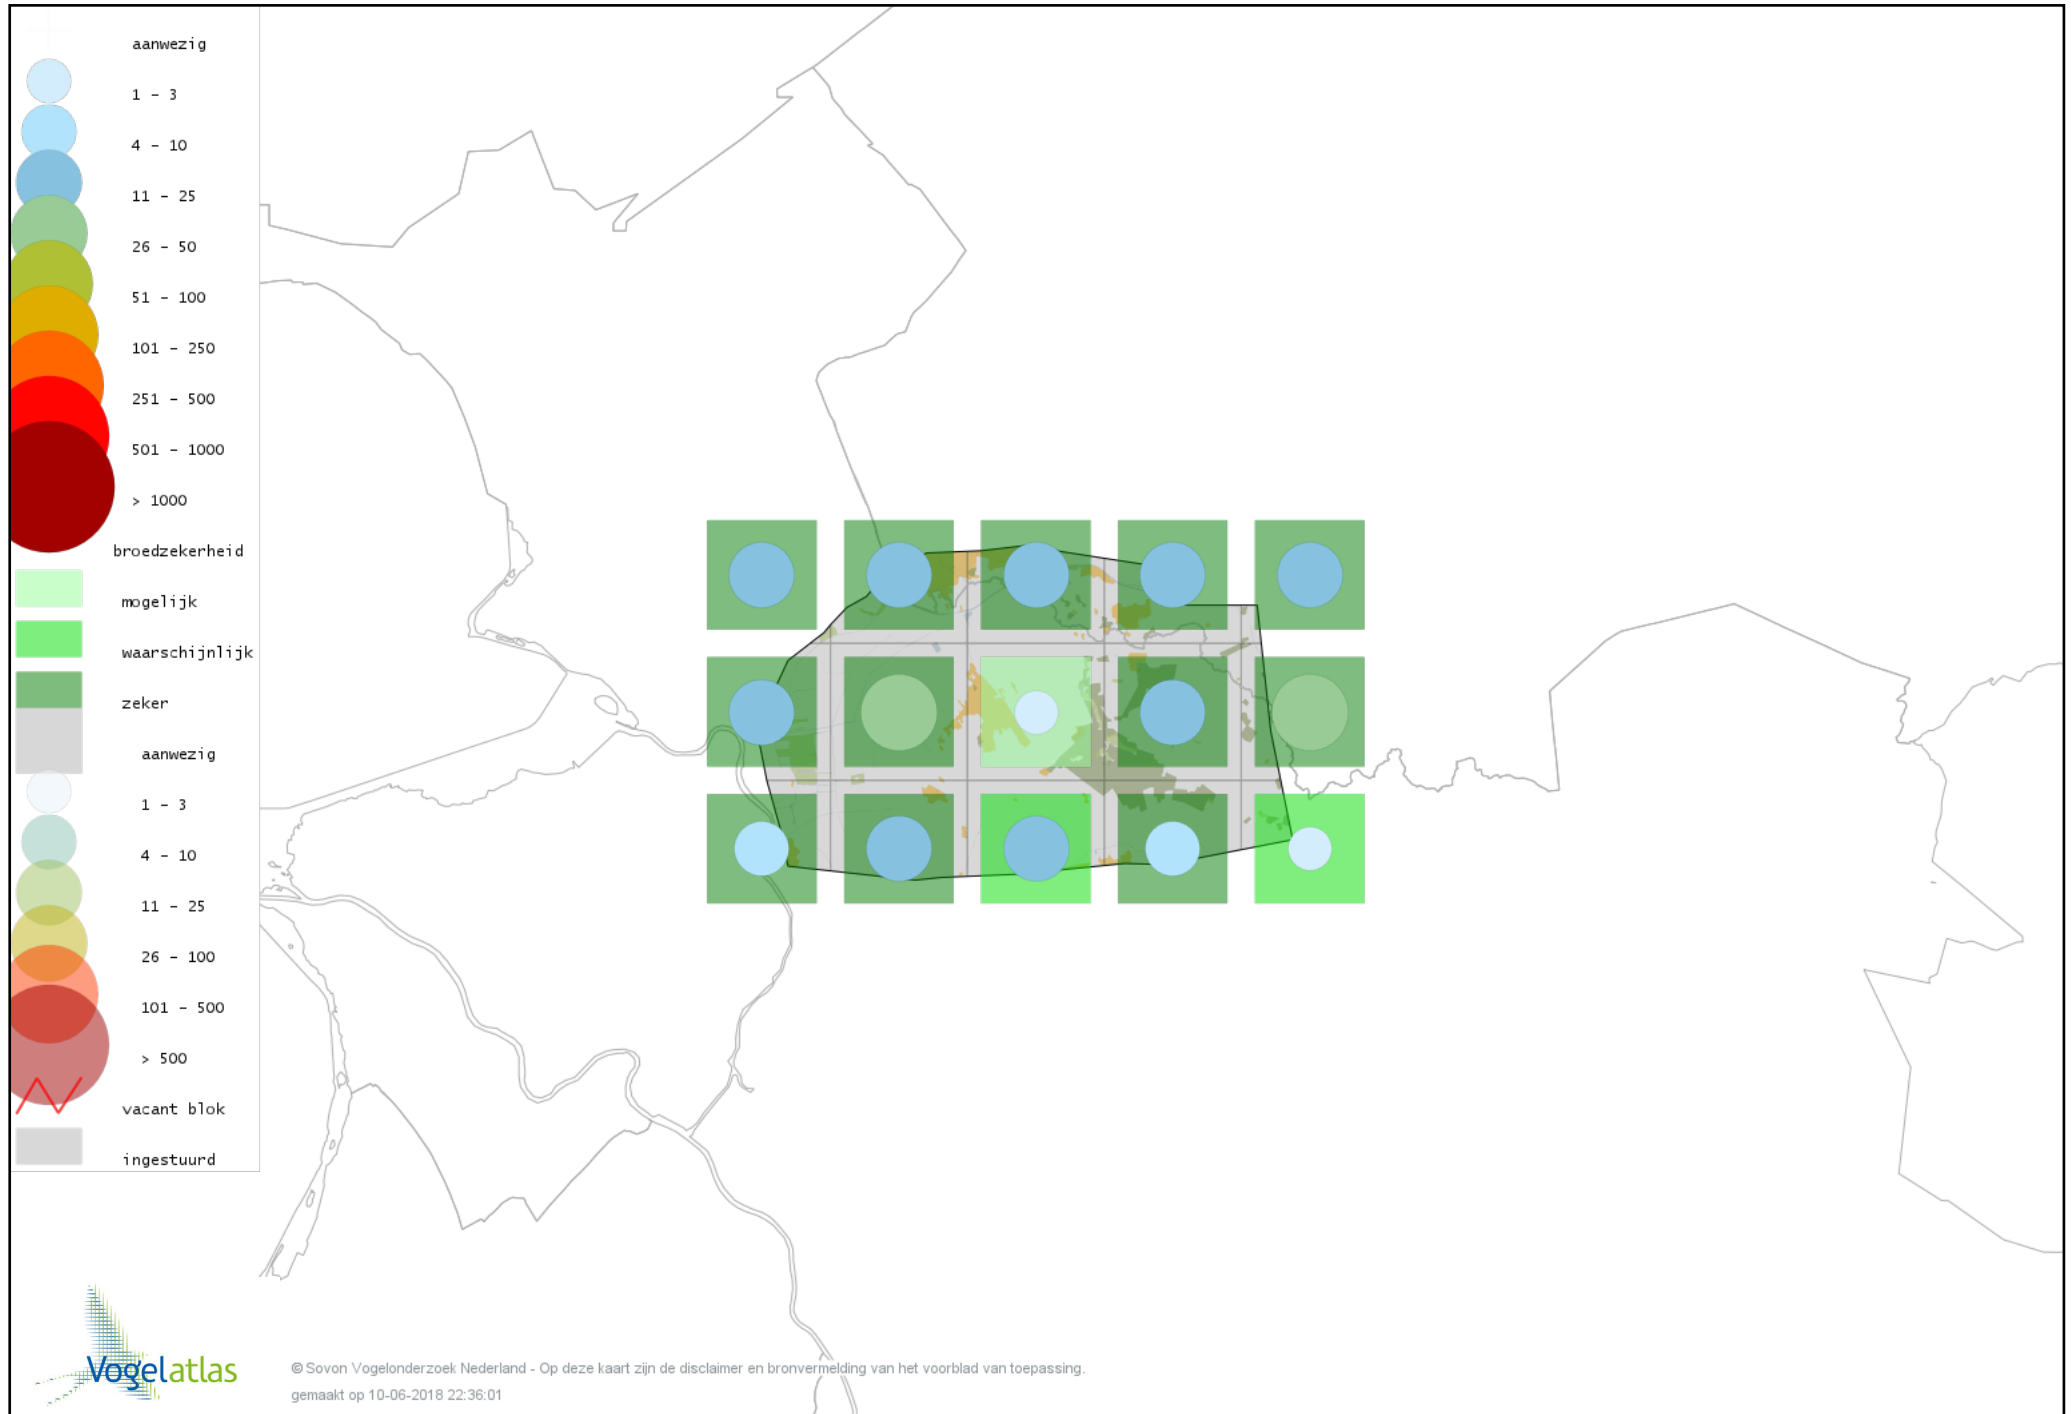 aanwezig
1 - 3
4 - 10
11 - 25
26 - 50
51 - 100
101 - 250
251 - 500
501 - 1000
> 1000
broedzekerheid
mogelijk
waarschijnlijk
zeker
aanwezig
1 - 3
4 - 10
11 - 25
26 - 100
101 - 500
> 500
vacant blok
ingestuurd
Vogelatlas
© Sovon Vogelonderzoek Nederland - Op deze kaart zijn de disclaimer en bronvermelding van het voorblad van toepassing.
gemaakt op 10-06-2018 22:36:01